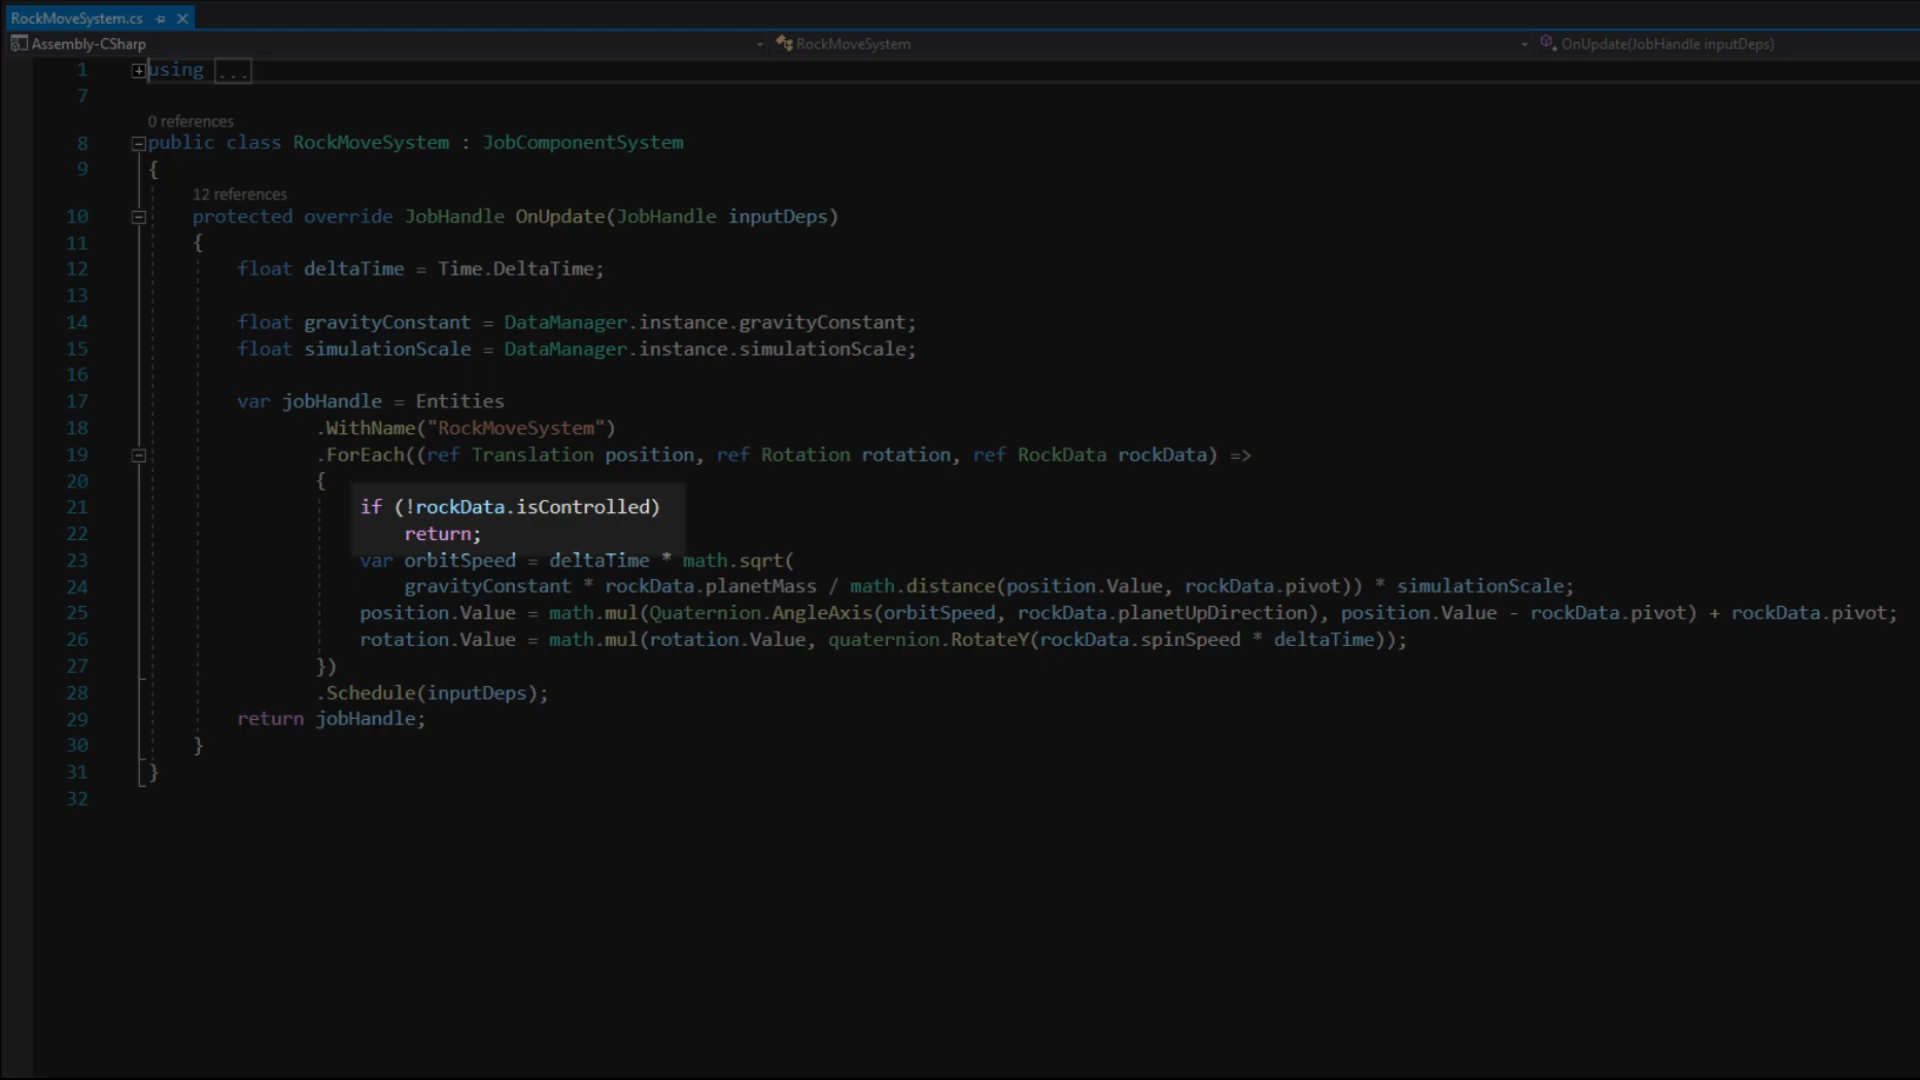 RockMoveSystem.cs
Assembly-CSharp
RockMoveSystem
OnUpdate(JobHandle inputDeps)
1 using ...
7
0 references
8 public class RockMoveSystem : JobComponentSystem
9 {
12 references
10 protected override JobHandle OnUpdate(JobHandle inputDeps)
11 {
12 float deltaTime = Time.DeltaTime;
13
14 float gravityConstant = DataManager.instance.gravityConstant;
15 float simulationScale = DataManager.instance.simulationScale;
16
17 var jobHandle = Entities
18 .WithName("RockMoveSystem")
19 .ForEach((ref Translation position, ref Rotation rotation, ref RockData rockData) =>
20 {
21 if (!rockData.isControlled)
22 return;
23 var orbitSpeed = deltaTime * math.sqrt(
24 gravityConstant * rockData.planetMass / math.distance(position.Value, rockData.pivot)) * simulationScale;
25 position.Value = math.mul(Quaternion.AngleAxis(orbitSpeed, rockData.planetUpDirection), position.Value - rockData.pivot) + rockData.pivot;
26 rotation.Value = math.mul(rotation.Value, quaternion.RotateY(rockData.spinSpeed * deltaTime));
27 })
28 .Schedule(inputDeps);
29 return jobHandle;
30 }
31 }
32